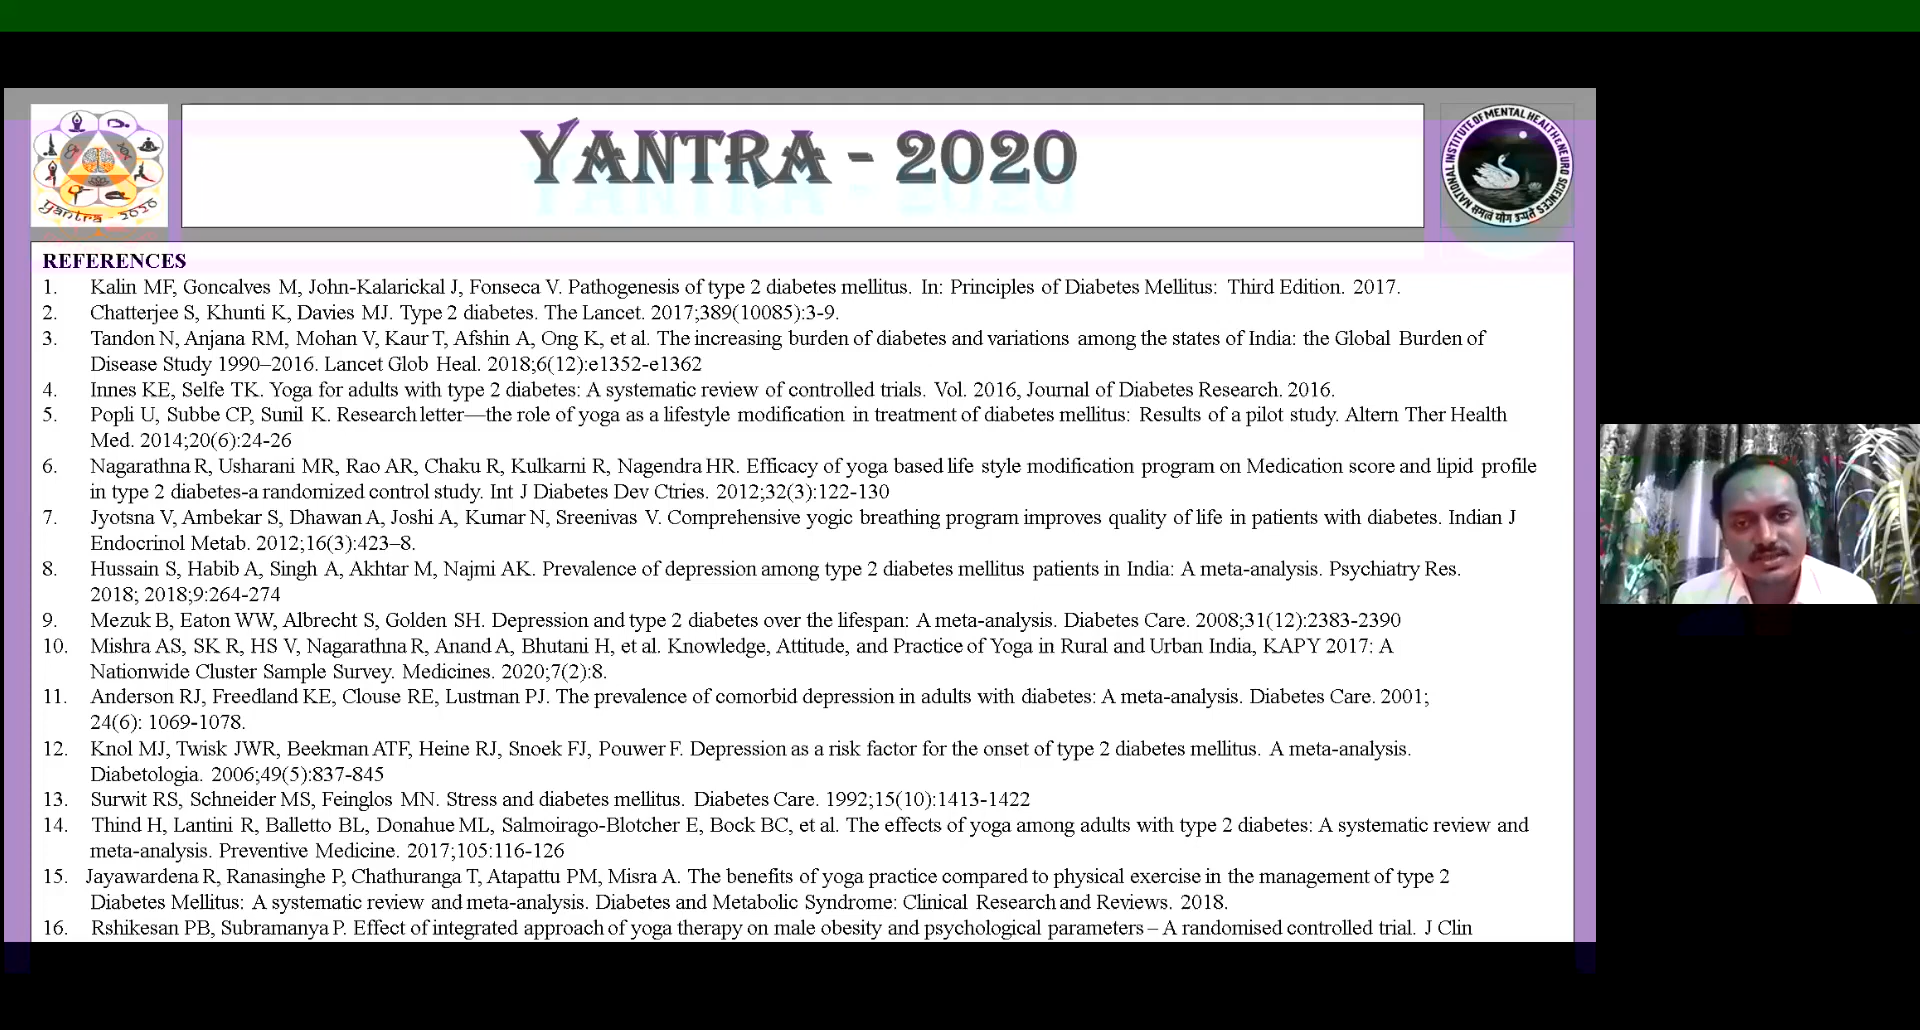 YANTRA - 2020
yantra - 2020
NATIONAL INSTITUTE OF MENTAL HEALTH & NEURO SCIENCES
समत्वं योग उच्यते
REFERENCES
1. Kalin MF, Goncalves M, John-Kalarickal J, Fonseca V. Pathogenesis of type 2 diabetes mellitus. In: Principles of Diabetes Mellitus: Third Edition. 2017.
2. Chatterjee S, Khunti K, Davies MJ. Type 2 diabetes. The Lancet. 2017;389(10085):3-9.
3. Tandon N, Anjana RM, Mohan V, Kaur T, Afshin A, Ong K, et al. The increasing burden of diabetes and variations among the states of India: the Global Burden of
Disease Study 1990–2016. Lancet Glob Heal. 2018;6(12):e1352-e1362
4. Innes KE, Selfe TK. Yoga for adults with type 2 diabetes: A systematic review of controlled trials. Vol. 2016, Journal of Diabetes Research. 2016.
5. Popli U, Subbe CP, Sunil K. Research letter—the role of yoga as a lifestyle modification in treatment of diabetes mellitus: Results of a pilot study. Altern Ther Health
Med. 2014;20(6):24-26
6. Nagarathna R, Usharani MR, Rao AR, Chaku R, Kulkarni R, Nagendra HR. Efficacy of yoga based life style modification program on Medication score and lipid profile
in type 2 diabetes-a randomized control study. Int J Diabetes Dev Ctries. 2012;32(3):122-130
7. Jyotsna V, Ambekar S, Dhawan A, Joshi A, Kumar N, Sreenivas V. Comprehensive yogic breathing program improves quality of life in patients with diabetes. Indian J
Endocrinol Metab. 2012;16(3):423–8.
8. Hussain S, Habib A, Singh A, Akhtar M, Najmi AK. Prevalence of depression among type 2 diabetes mellitus patients in India: A meta-analysis. Psychiatry Res.
2018; 2018;9:264-274
9. Mezuk B, Eaton WW, Albrecht S, Golden SH. Depression and type 2 diabetes over the lifespan: A meta-analysis. Diabetes Care. 2008;31(12):2383-2390
10. Mishra AS, SK R, HS V, Nagarathna R, Anand A, Bhutani H, et al. Knowledge, Attitude, and Practice of Yoga in Rural and Urban India, KAPY 2017: A
Nationwide Cluster Sample Survey. Medicines. 2020;7(2):8.
11. Anderson RJ, Freedland KE, Clouse RE, Lustman PJ. The prevalence of comorbid depression in adults with diabetes: A meta-analysis. Diabetes Care. 2001;
24(6): 1069-1078.
12. Knol MJ, Twisk JWR, Beekman ATF, Heine RJ, Snoek FJ, Pouwer F. Depression as a risk factor for the onset of type 2 diabetes mellitus. A meta-analysis.
Diabetologia. 2006;49(5):837-845
13. Surwit RS, Schneider MS, Feinglos MN. Stress and diabetes mellitus. Diabetes Care. 1992;15(10):1413-1422
14. Thind H, Lantini R, Balletto BL, Donahue ML, Salmoirago-Blotcher E, Bock BC, et al. The effects of yoga among adults with type 2 diabetes: A systematic review and
meta-analysis. Preventive Medicine. 2017;105:116-126
15. Jayawardena R, Ranasinghe P, Chathuranga T, Atapattu PM, Misra A. The benefits of yoga practice compared to physical exercise in the management of type 2
Diabetes Mellitus: A systematic review and meta-analysis. Diabetes and Metabolic Syndrome: Clinical Research and Reviews. 2018.
16. Rshikesan PB, Subramanya P. Effect of integrated approach of yoga therapy on male obesity and psychological parameters – A randomised controlled trial. J Clin